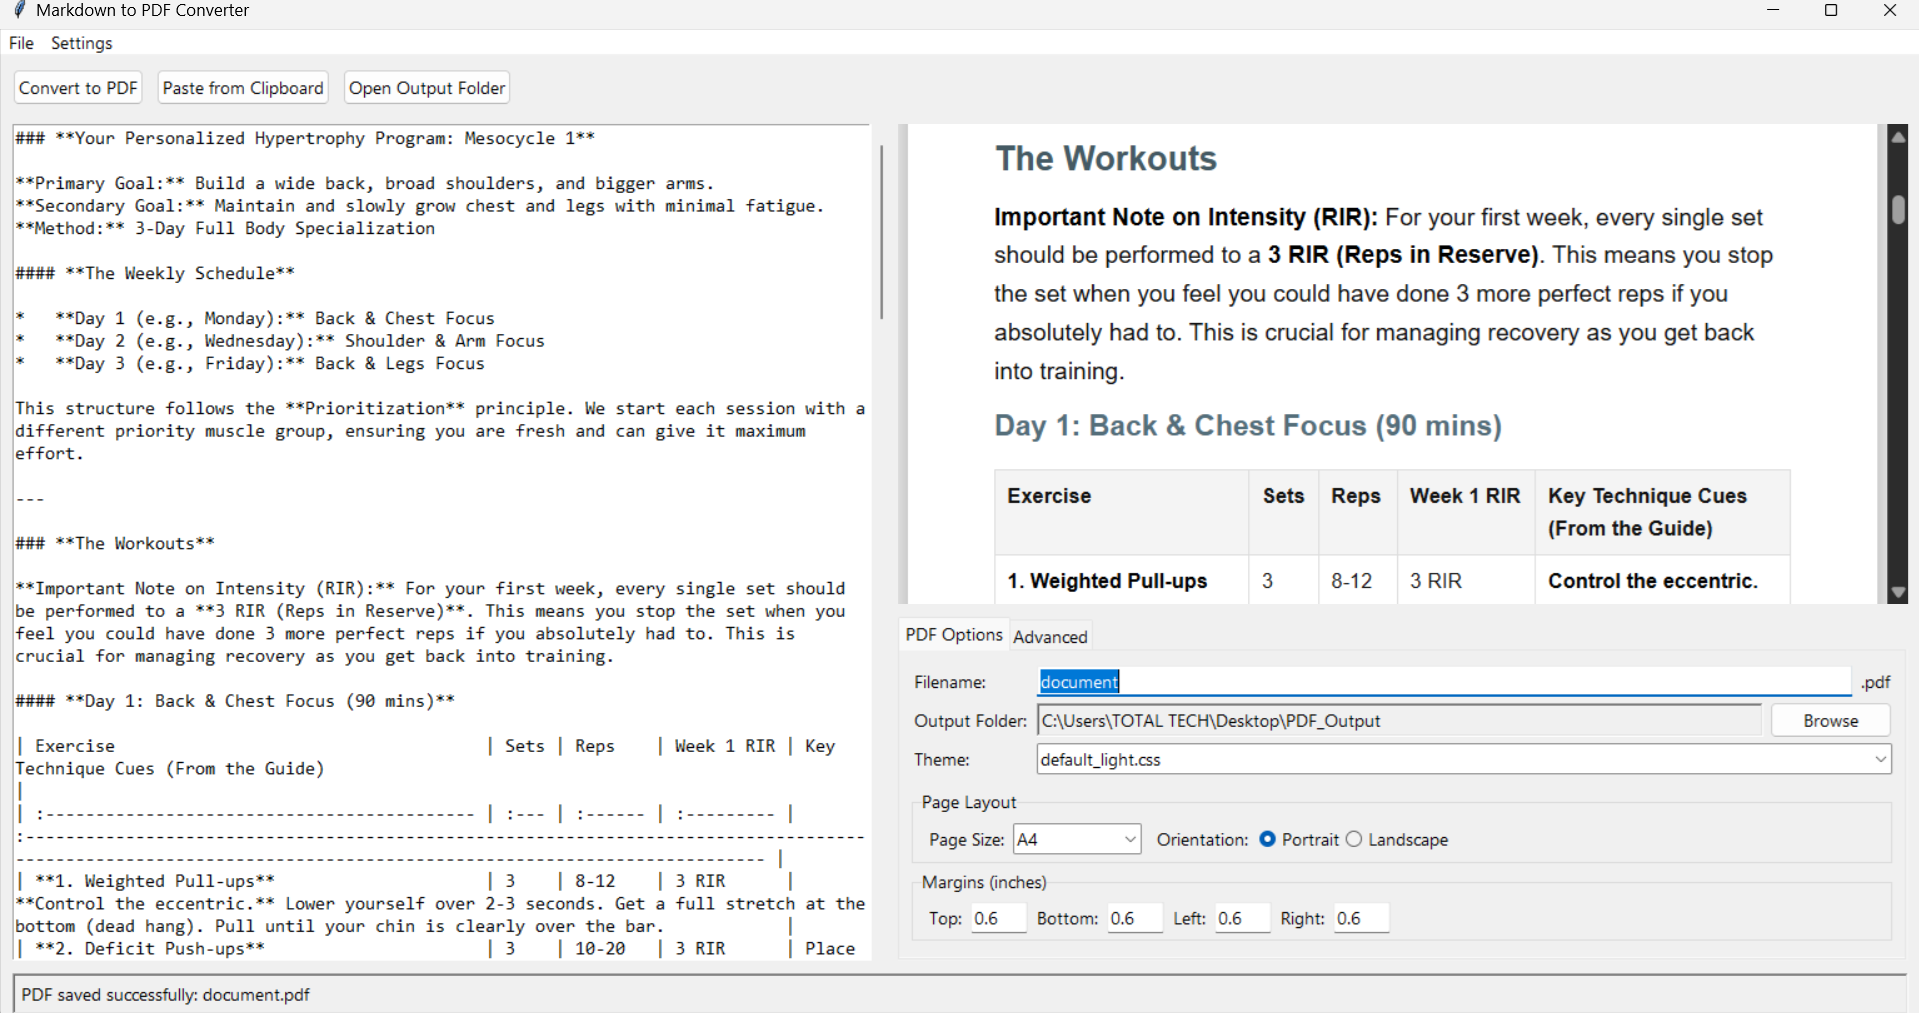 Markdown to PDF Converter
File Settings
Convert to PDF Paste from Clipboard Open Output Folder
### **Your Personalized Hypertrophy Program: Mesocycle 1**
**Primary Goal:** Build a wide back, broad shoulders, and bigger arms.
**Secondary Goal:** Maintain and slowly grow chest and legs with minimal fatigue.
**Method:** 3-Day Full Body Specialization
#### **The Weekly Schedule**
*   **Day 1 (e.g., Monday):** Back & Chest Focus
*   **Day 2 (e.g., Wednesday):** Shoulder & Arm Focus
*   **Day 3 (e.g., Friday):** Back & Legs Focus
This structure follows the **Prioritization** principle. We start each session with a
different priority muscle group, ensuring you are fresh and can give it maximum
effort.
---
### **The Workouts**
**Important Note on Intensity (RIR):** For your first week, every single set should
be performed to a **3 RIR (Reps in Reserve)**. This means you stop the set when you
feel you could have done 3 more perfect reps if you absolutely had to. This is
crucial for managing recovery as you get back into training.
#### **Day 1: Back & Chest Focus (90 mins)**
| Exercise                                     | Sets | Reps    | Week 1 RIR | Key
Technique Cues (From the Guide)
|
| :------------------------------------------- | :--- | :------ | :--------- |
:------------------------------------------------------------------------------------
--------------------------------------------------------------------------- |
| **1. Weighted Pull-ups**                     | 3    | 8-12    | 3 RIR      |
**Control the eccentric.** Lower yourself over 2-3 seconds. Get a full stretch at the
bottom (dead hang). Pull until your chin is clearly over the bar.            |
| **2. Deficit Push-ups**                      | 3    | 10-20   | 3 RIR      | Place
The Workouts
Important Note on Intensity (RIR): For your first week, every single set
should be performed to a 3 RIR (Reps in Reserve). This means you stop
the set when you feel you could have done 3 more perfect reps if you
absolutely had to. This is crucial for managing recovery as you get back
into training.
Day 1: Back & Chest Focus (90 mins)
Exercise Sets Reps Week 1 RIR Key Technique Cues
(From the Guide)
1. Weighted Pull-ups 3 8-12 3 RIR Control the eccentric.
PDF Options Advanced
Filename: document .pdf
Output Folder: C:\Users\TOTAL TECH\Desktop\PDF_Output Browse
Theme: default_light.css
Page Layout
Page Size: A4 Orientation: Portrait Landscape
Margins (inches)
Top: 0.6 Bottom: 0.6 Left: 0.6 Right: 0.6
PDF saved successfully: document.pdf